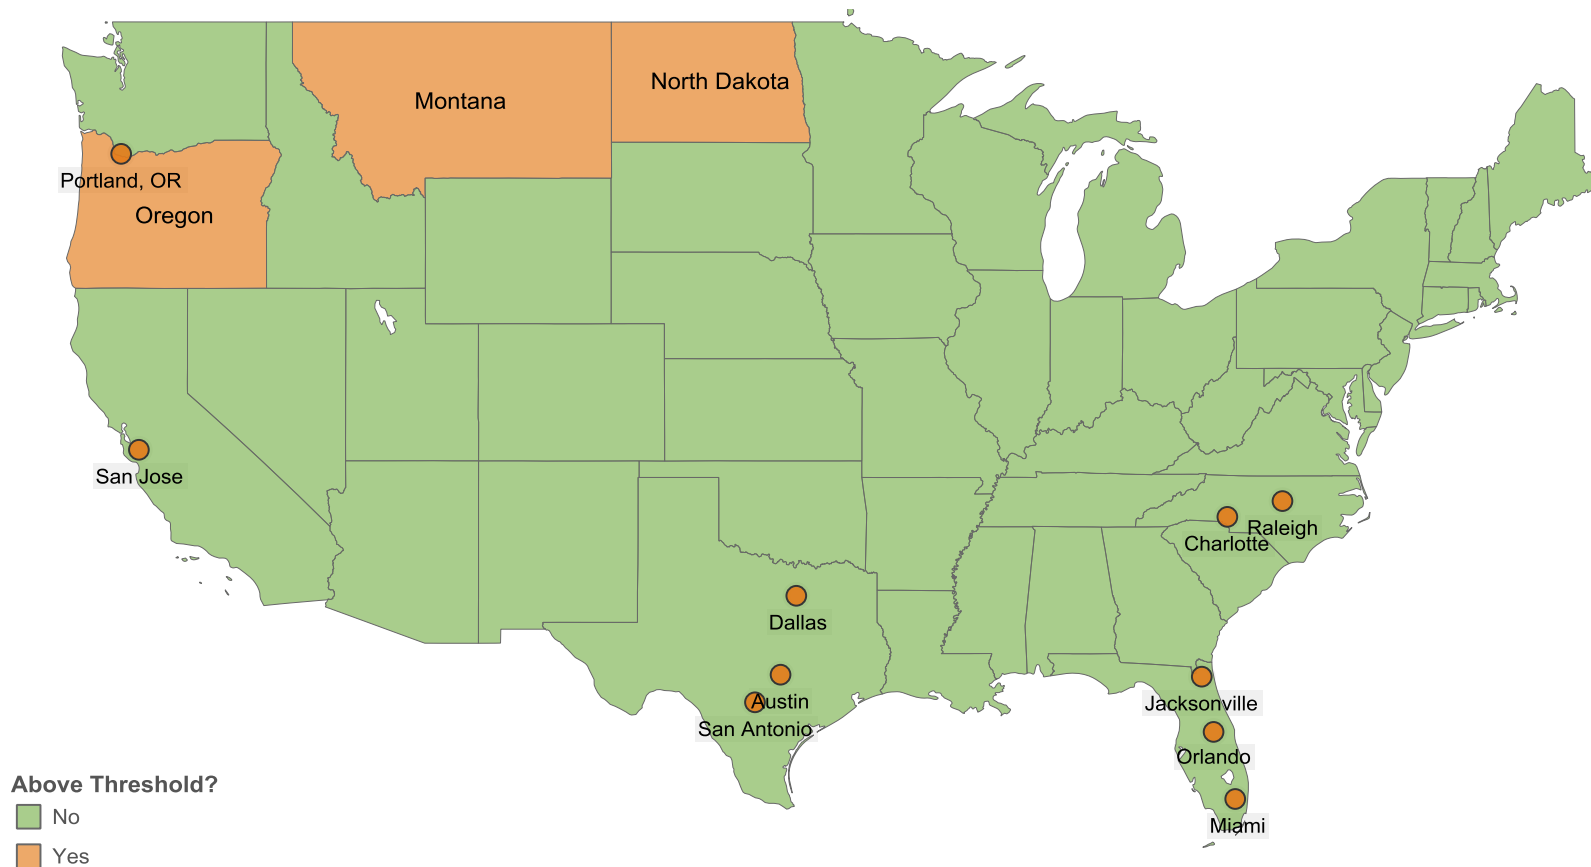 North Dakota
Montana
Portland, OR
Oregon
San Jose
Raleigh
Charlotte
Dallas
Austin
San Antonio
Jacksonville
Orlando
Miami
Above Threshold?
No
Yes